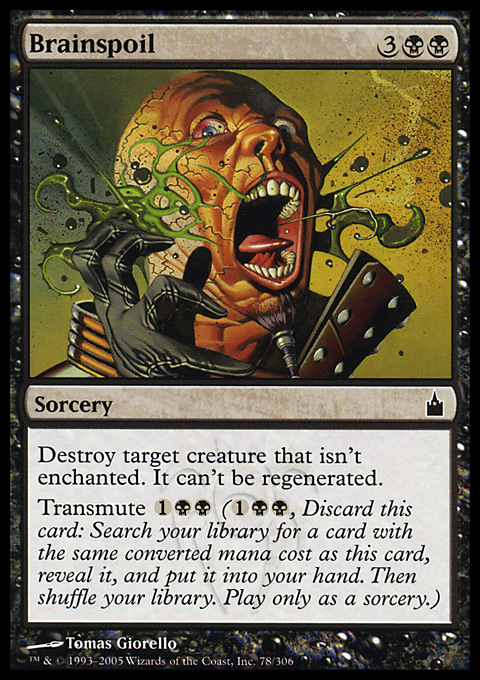 Brainspoil 3
Sorcery
Destroy target creature that isn't
enchanted. It can't be regenerated.
Transmute 1 (1, Discard this
card: Search your library for a card with
the same converted mana cost as this card,
reveal it, and put it into your hand. Then
shuffle your library. Play only as a sorcery.)
Tomas Giorello
™ & © 1993–2005 Wizards of the Coast, Inc. 78/306